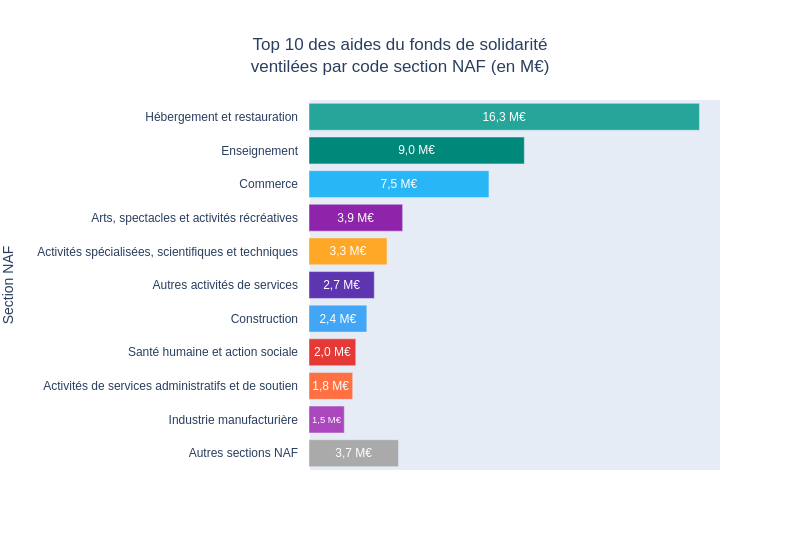 Top 10 des aides du fonds de solidarité
ventilées par code section NAF (en M€)
Section NAF
Hébergement et restauration 16,3 M€
Enseignement 9,0 M€
Commerce 7,5 M€
Arts, spectacles et activités récréatives 3,9 M€
Activités spécialisées, scientifiques et techniques 3,3 M€
Autres activités de services 2,7 M€
Construction 2,4 M€
Santé humaine et action sociale 2,0 M€
Activités de services administratifs et de soutien 1,8 M€
Industrie manufacturière 1,5 M€
Autres sections NAF 3,7 M€